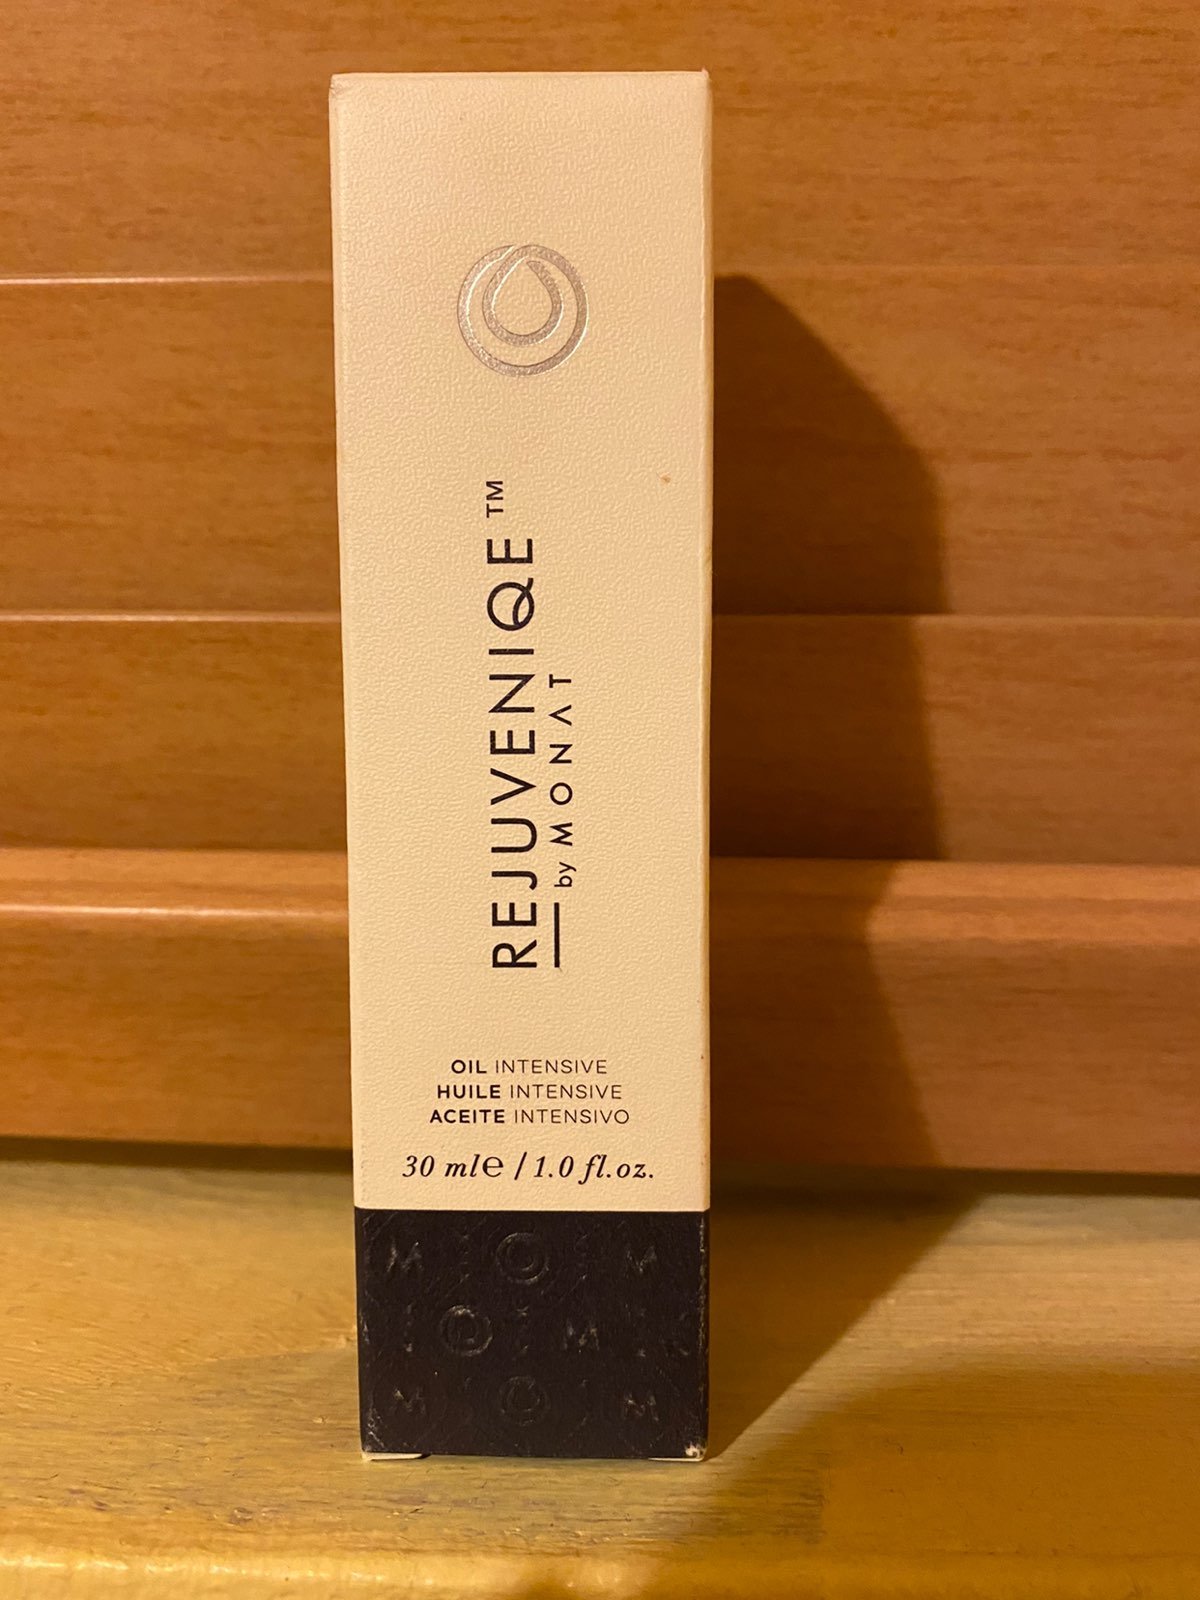 REJUVENIQE™
by MONAT
OIL INTENSIVE
HUILE INTENSIVE
ACEITE INTENSIVO
30 ml℮ / 1.0 fl.oz.